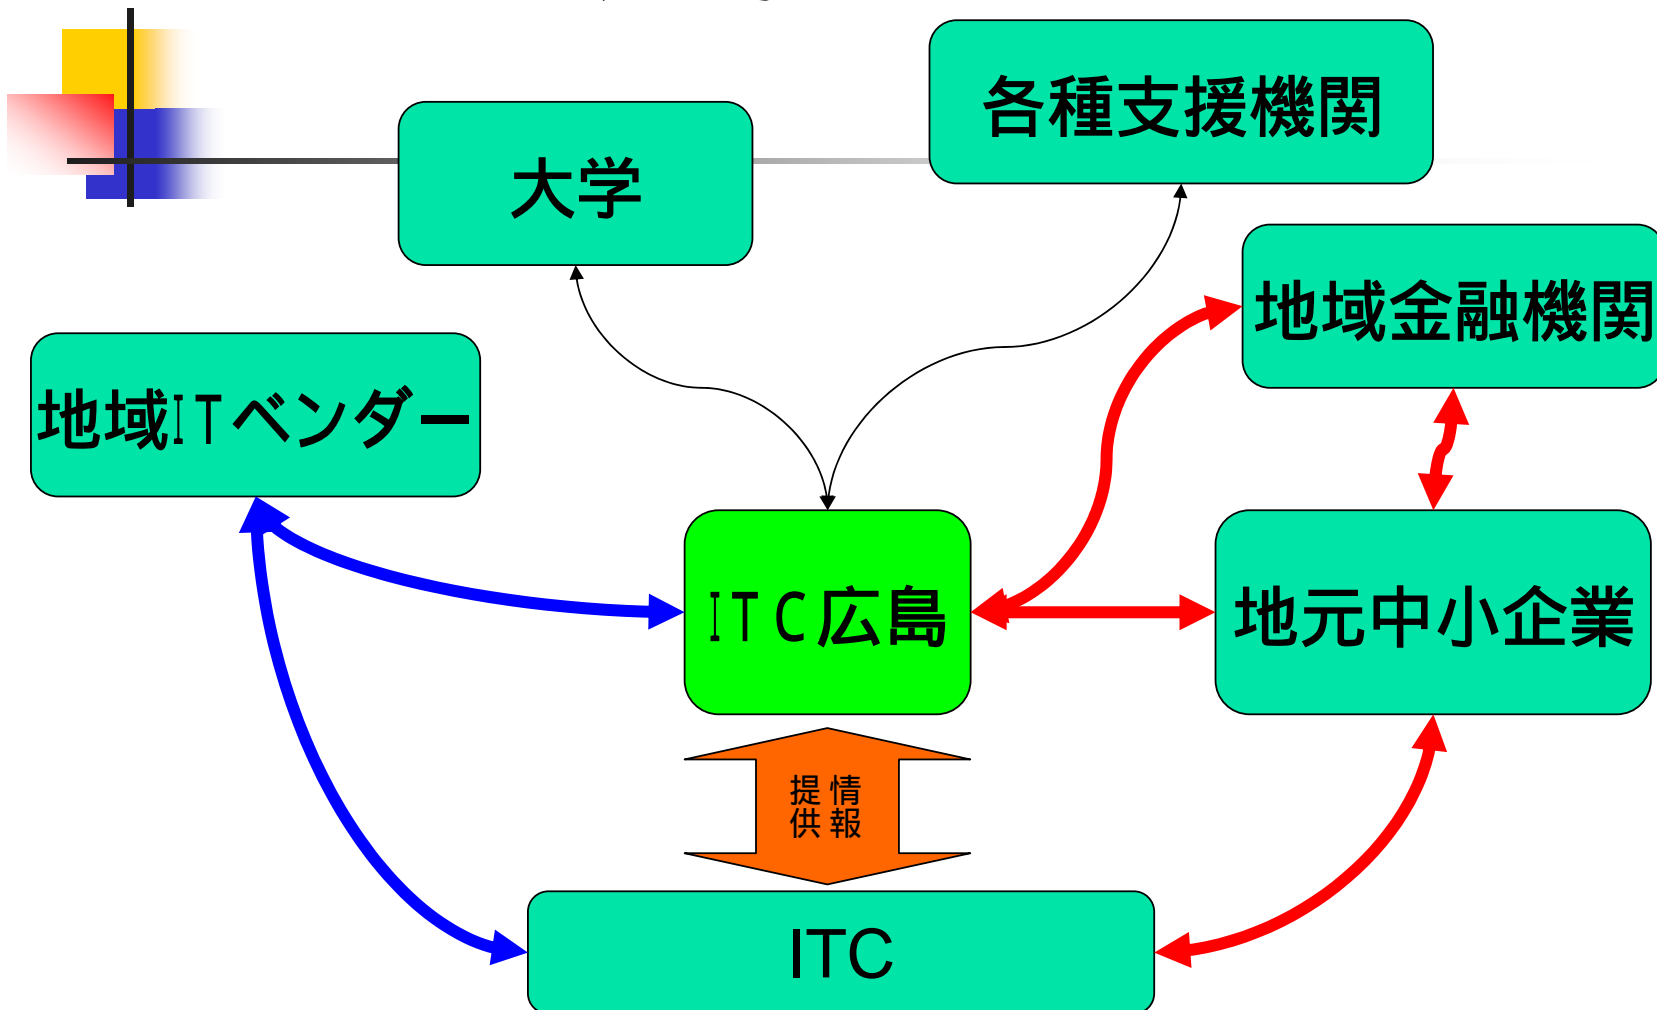 各種支援機関
大学
地域金融機関
地域ITベンダー
ITC広島
地元中小企業
情報
提供
ITC